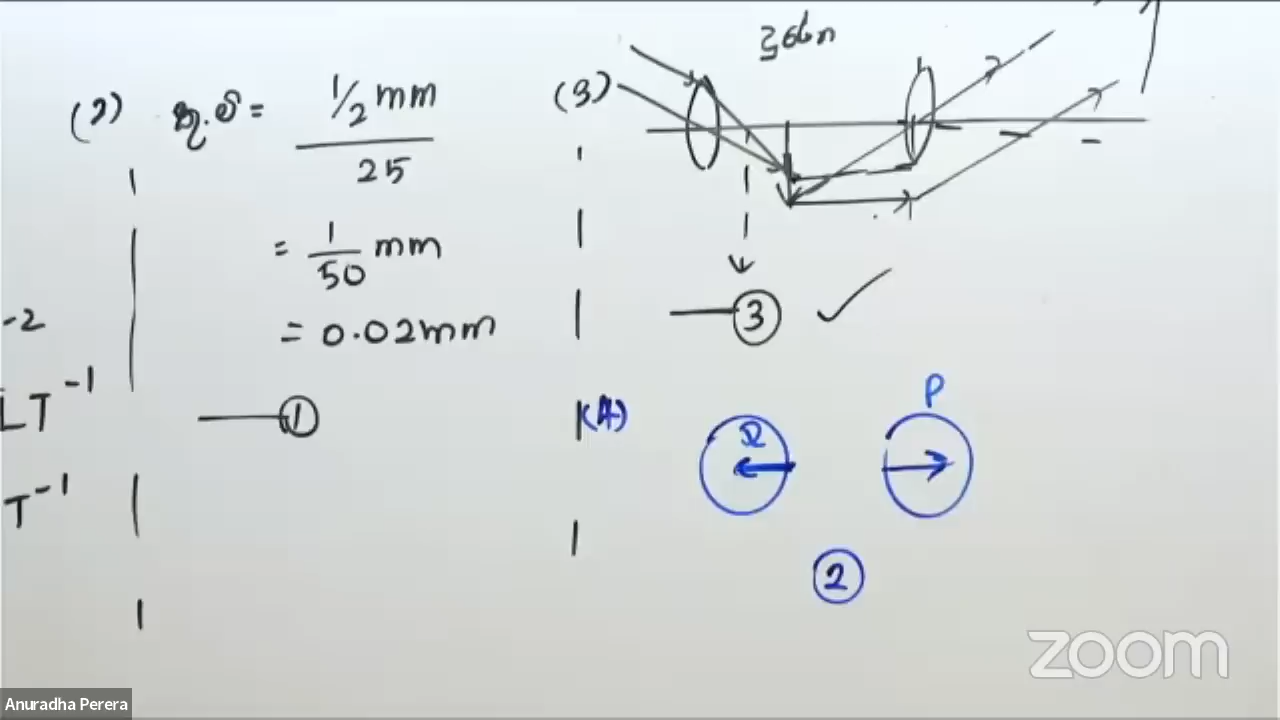 -2
LT⁻¹
T⁻¹
(2) කු.මි = ½ mm
25
= 1/50 mm
= 0.02mm
①
(3)
③ ✓
(4)
Ω P
②
zoom
Anuradha Perera